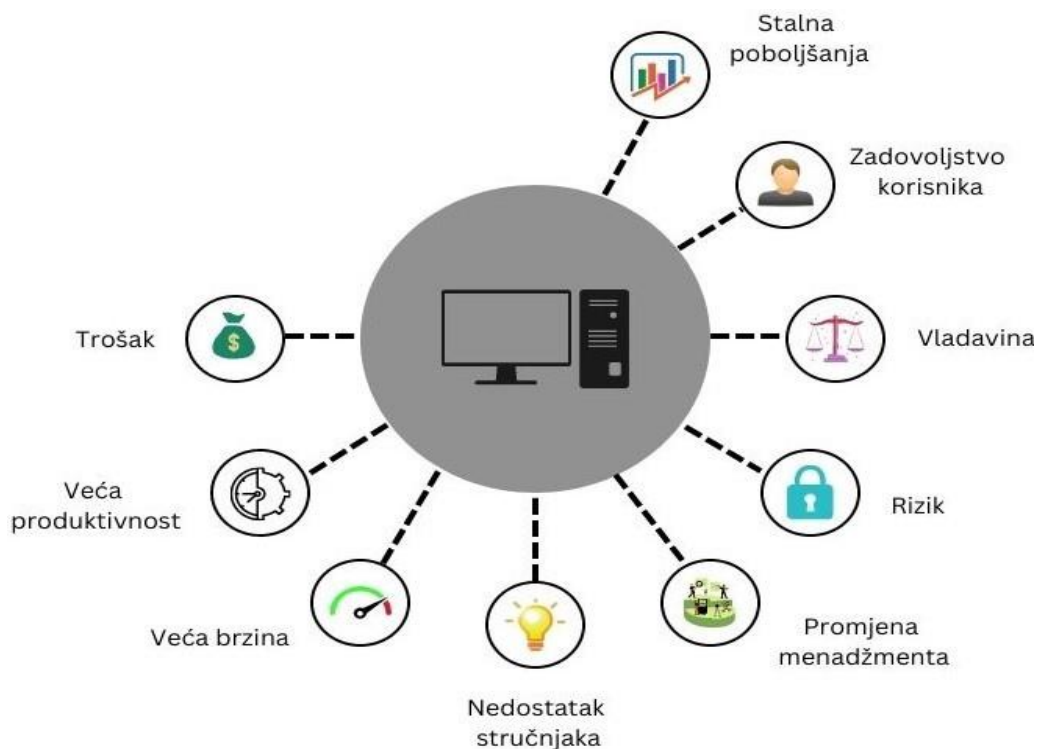 Stalna
poboljšanja
Zadovoljstvo
korisnika
Trošak
Vladavina
Veća
produktivnost
Rizik
Veća brzina
Promjena
menadžmenta
Nedostatak
stručnjaka
$